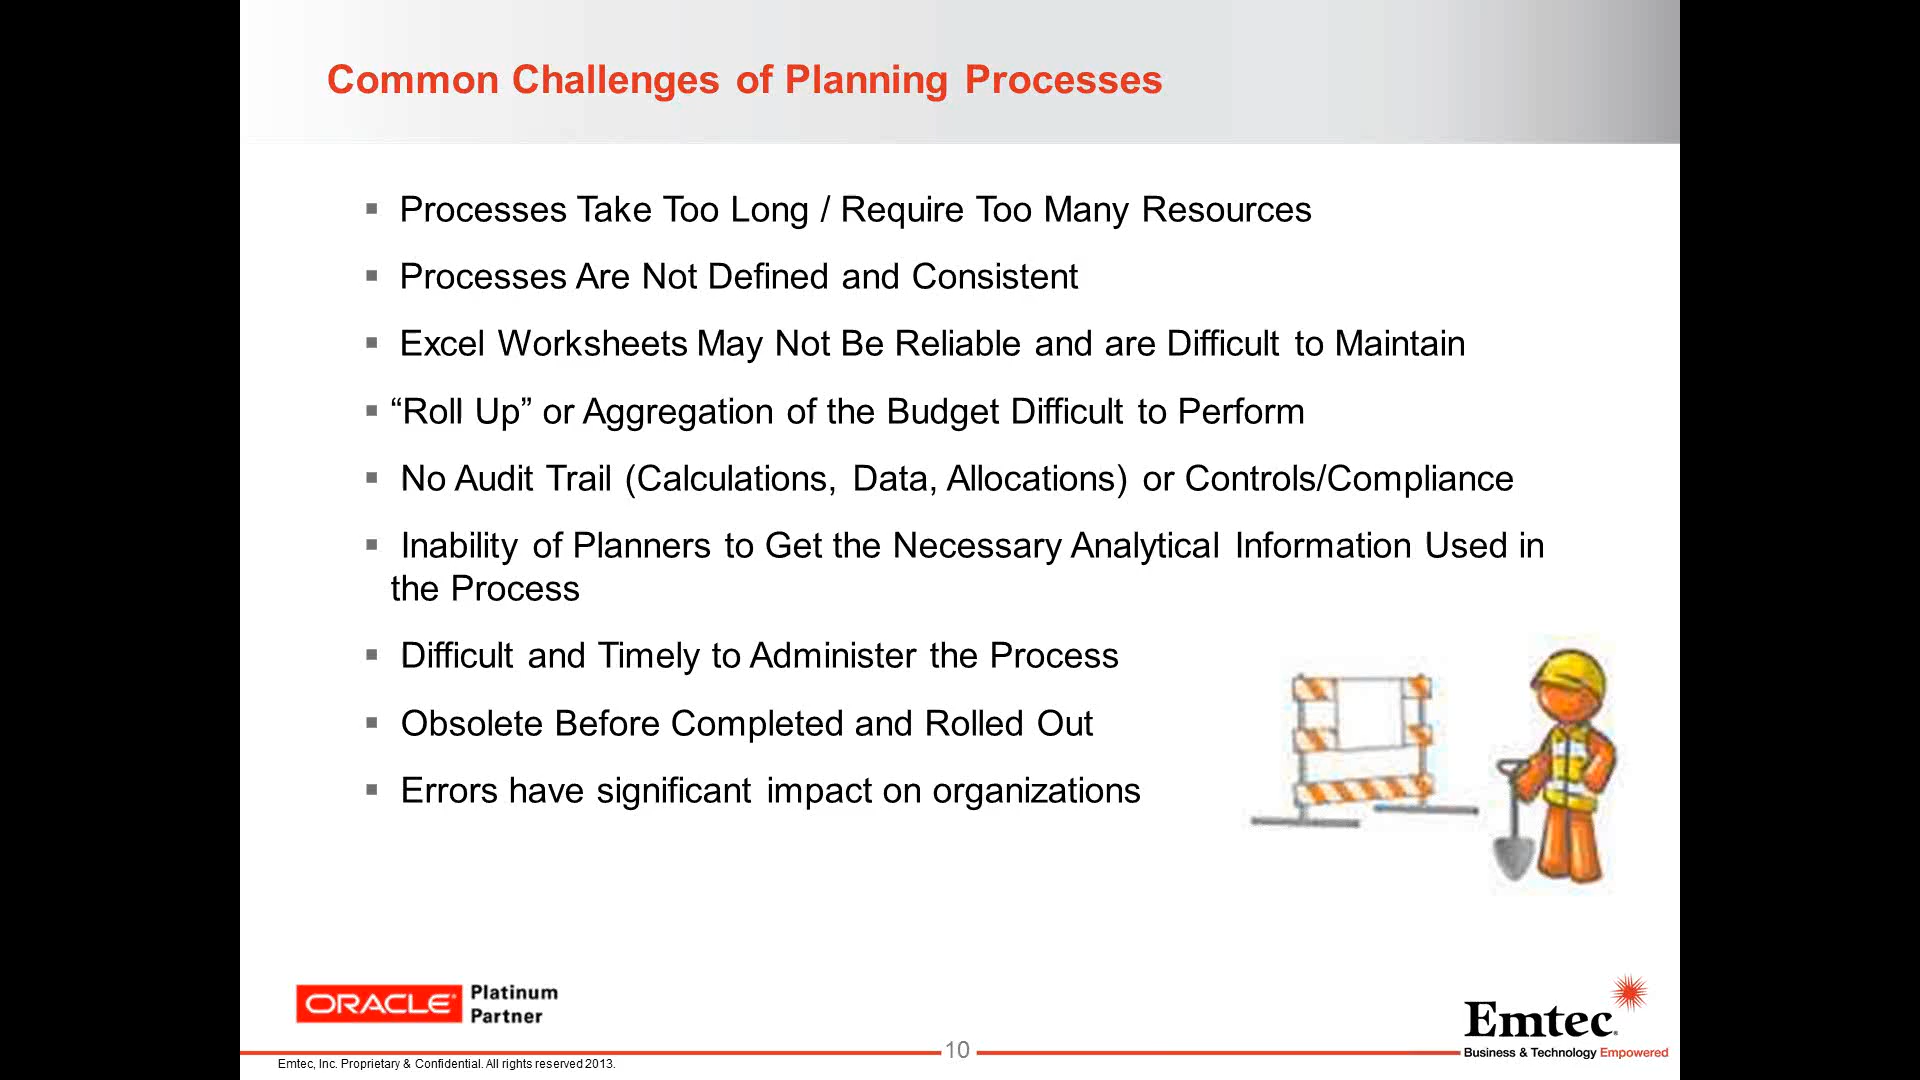 Common Challenges of Planning Processes
▪ Processes Take Too Long / Require Too Many Resources
▪ Processes Are Not Defined and Consistent
▪ Excel Worksheets May Not Be Reliable and are Difficult to Maintain
▪ “Roll Up” or Aggregation of the Budget Difficult to Perform
▪ No Audit Trail (Calculations, Data, Allocations) or Controls/Compliance
▪ Inability of Planners to Get the Necessary Analytical Information Used in
the Process
▪ Difficult and Timely to Administer the Process
▪ Obsolete Before Completed and Rolled Out
▪ Errors have significant impact on organizations
ORACLE Platinum
Partner
Emtec
Business & Technology Empowered
10
Emtec, Inc. Proprietary & Confidential. All rights reserved 2013.